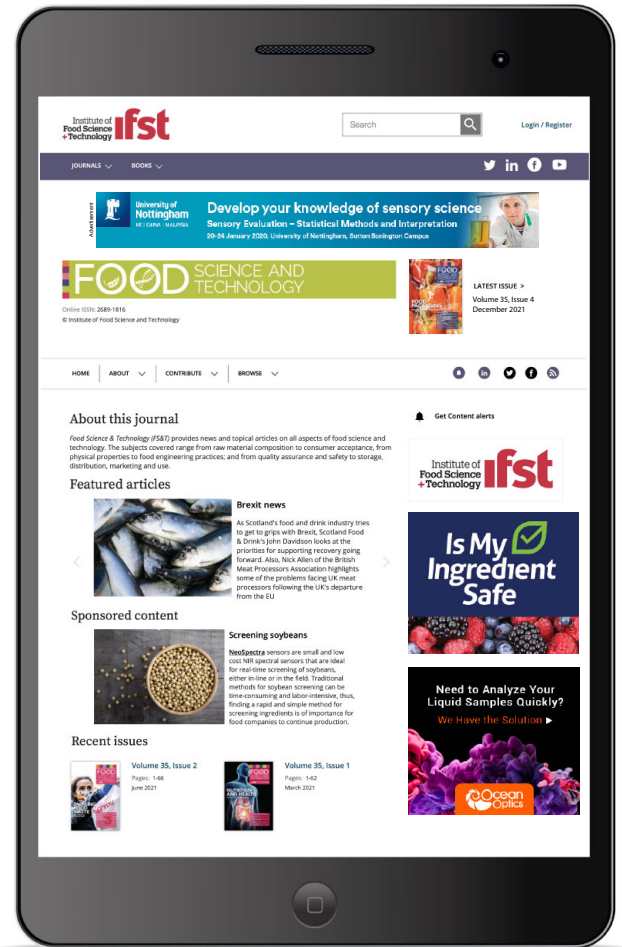 Institute of
Food Science
+Technology
ifst
Search
Login / Register
JOURNALS
BOOKS
Advertisement
University of
Nottingham
UK | CHINA | MALAYSIA
Develop your knowledge of sensory science
Sensory Evaluation – Statistical Methods and Interpretation
20-24 January 2020, University of Nottingham, Sutton Bonington Campus
FOOD SCIENCE AND
TECHNOLOGY
Online ISSN: 2689-1816
© Institute of Food Science and Technology
FOOD
FOOD
PACKAGING
LATEST ISSUE >
Volume 35, Issue 4
December 2021
HOME
ABOUT
CONTRIBUTE
BROWSE
About this journal
Food Science & Technology (FS&T) provides news and topical articles on all aspects of food science and
technology. The subjects covered range from raw material composition to consumer acceptance, from
physical properties to food engineering practices; and from quality assurance and safety to storage,
distribution, marketing and use.
Get Content alerts
Institute of
Food Science
+Technology
ifst
Featured articles
Brexit news
As Scotland's food and drink industry tries
to get to grips with Brexit, Scotland Food
& Drink's John Davidson looks at the
priorities for supporting recovery going
forward. Also, Nick Allen of the British
Meat Processors Association highlights
some of the problems facing UK meat
processors following the UK's departure
from the EU
Is My
Ingredient
Safe
Sponsored content
Screening soybeans
NeoSpectra sensors are small and low
cost NIR spectral sensors that are ideal
for real-time screening of soybeans,
either in-line or in the field. Traditional
methods for soybean screening can be
time-consuming and labor-intensive, thus,
finding a rapid and simple method for
screening ingredients is of importance for
food companies to continue production.
Need to Analyze Your
Liquid Samples Quickly?
We Have the Solution
Ocean
Optics
Recent issues
FOOD
Volume 35, Issue 2
Pages: 1-66
June 2021
FOOD
NUTRITION
AND HEALTH
Volume 35, Issue 1
Pages: 1-62
March 2021